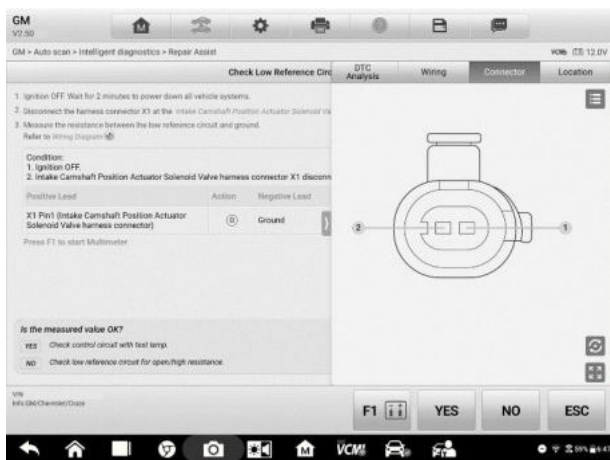 GM
V2.50
GM > Auto scan > Intelligent diagnostics > Repair Assist
12.0V
Check Low Reference Circ
DTC Analysis
Wiring
Connector
Location
1. Ignition OFF. Wait for 2 minutes to power down all vehicle systems.
2. Disconnect the harness connector X1 at the Intake Camshaft Position Actuator Solenoid Va
3. Measure the resistance between the low reference circuit and ground.
Refer to Wiring Diagram
Condition:
1. Ignition OFF.
2. Intake Camshaft Position Actuator Solenoid Valve harness connector X1 disconn
Positive Lead Action Negative Lead
X1 Pin1 (Intake Camshaft Position Actuator
Solenoid Valve harness connector) Ground
Press F1 to start Multimeter
2
1
Is the measured value OK?
YES Check control circuit with test lamp.
NO Check low reference circuit for open/high resistance.
VIN
F1
YES
NO
ESC
M
VCMI